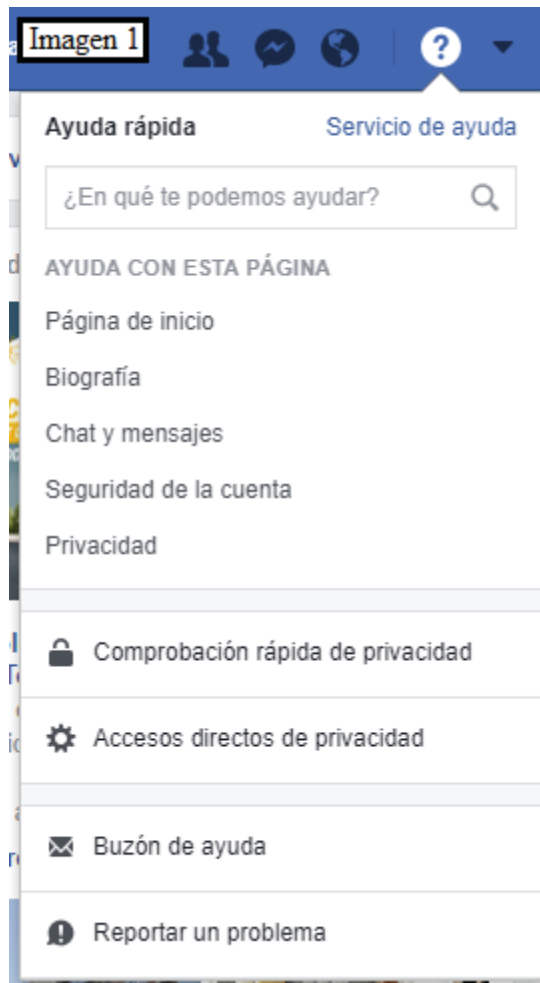 Imagen 1
?
Ayuda rápida
Servicio de ayuda
¿En qué te podemos ayudar?
AYUDA CON ESTA PÁGINA
Página de inicio
Biografía
Chat y mensajes
Seguridad de la cuenta
Privacidad
Comprobación rápida de privacidad
Accesos directos de privacidad
Buzón de ayuda
Reportar un problema